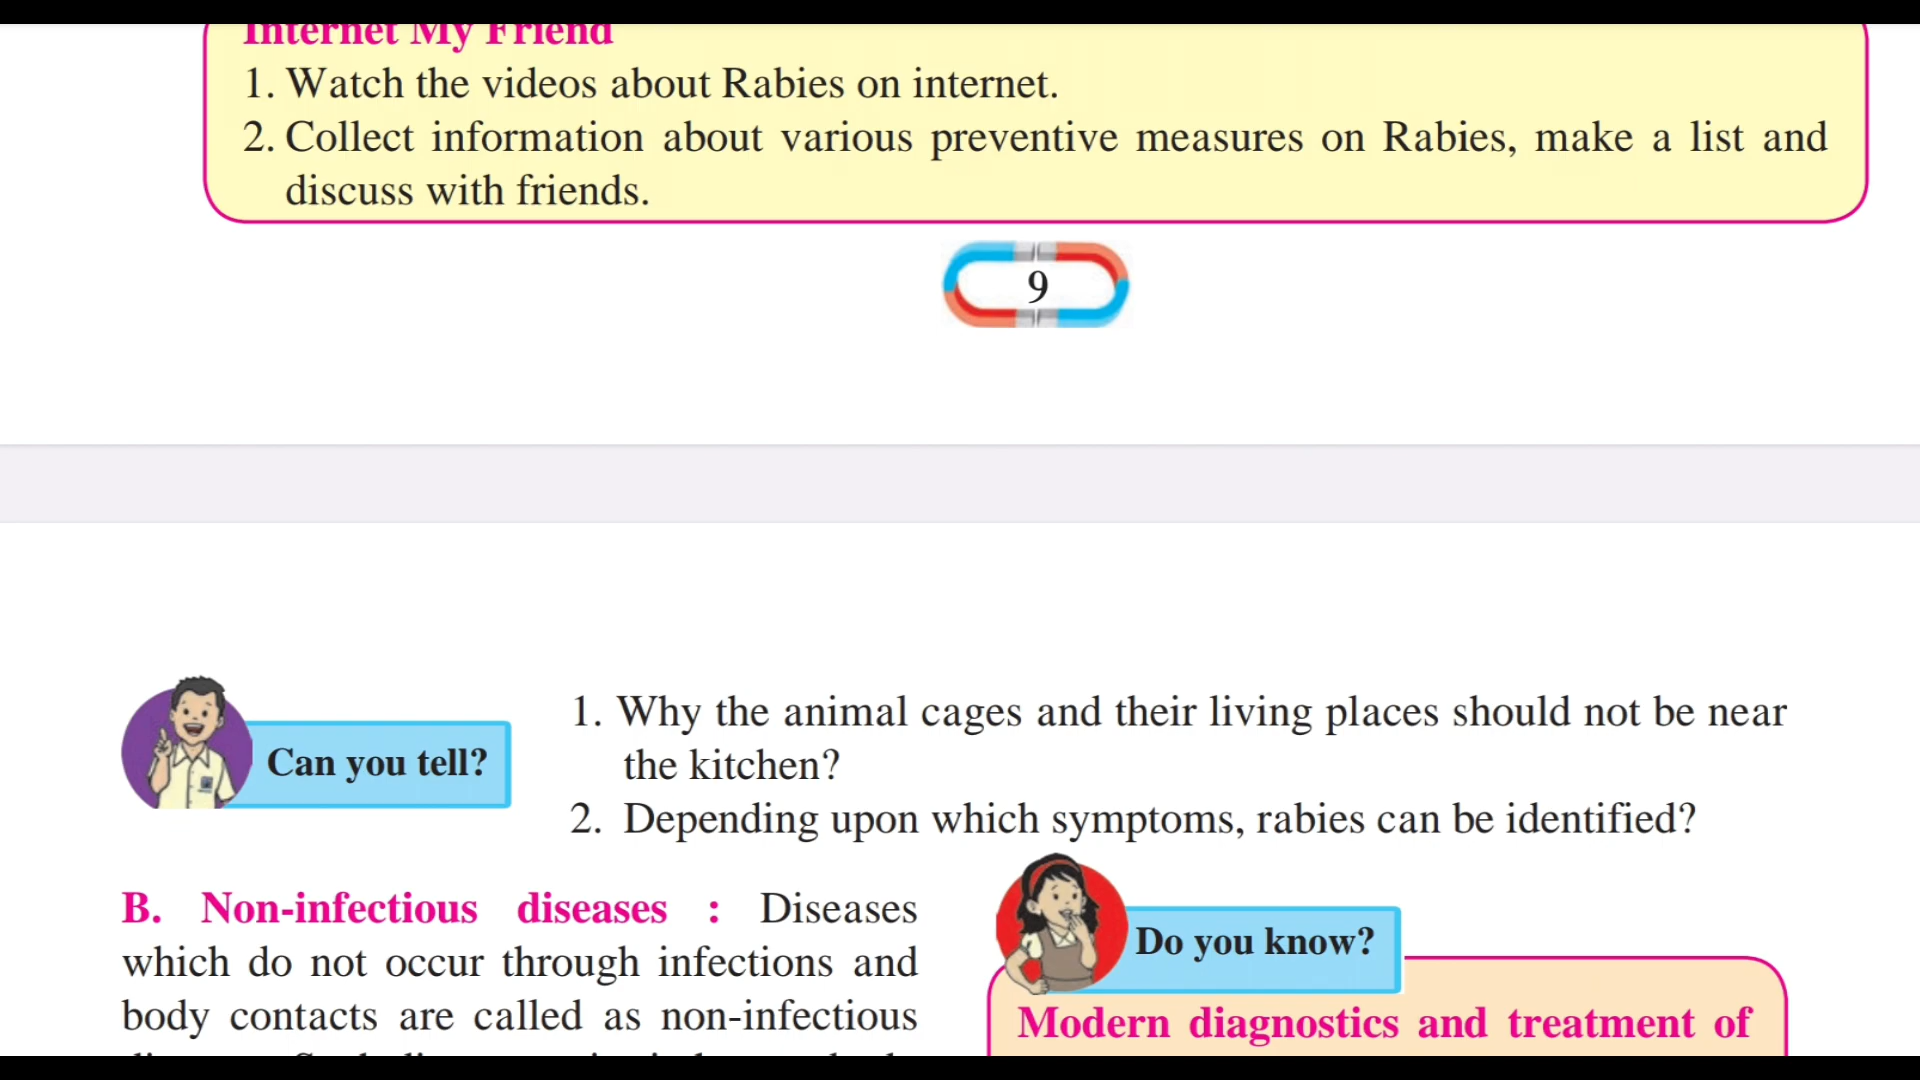 Internet My Friend
1. Watch the videos about Rabies on internet.
2. Collect information about various preventive measures on Rabies, make a list and
discuss with friends.
9
Can you tell?
1. Why the animal cages and their living places should not be near
the kitchen?
2. Depending upon which symptoms, rabies can be identified?
B. Non-infectious diseases : Diseases
which do not occur through infections and
body contacts are called as non-infectious
Do you know?
Modern diagnostics and treatment of